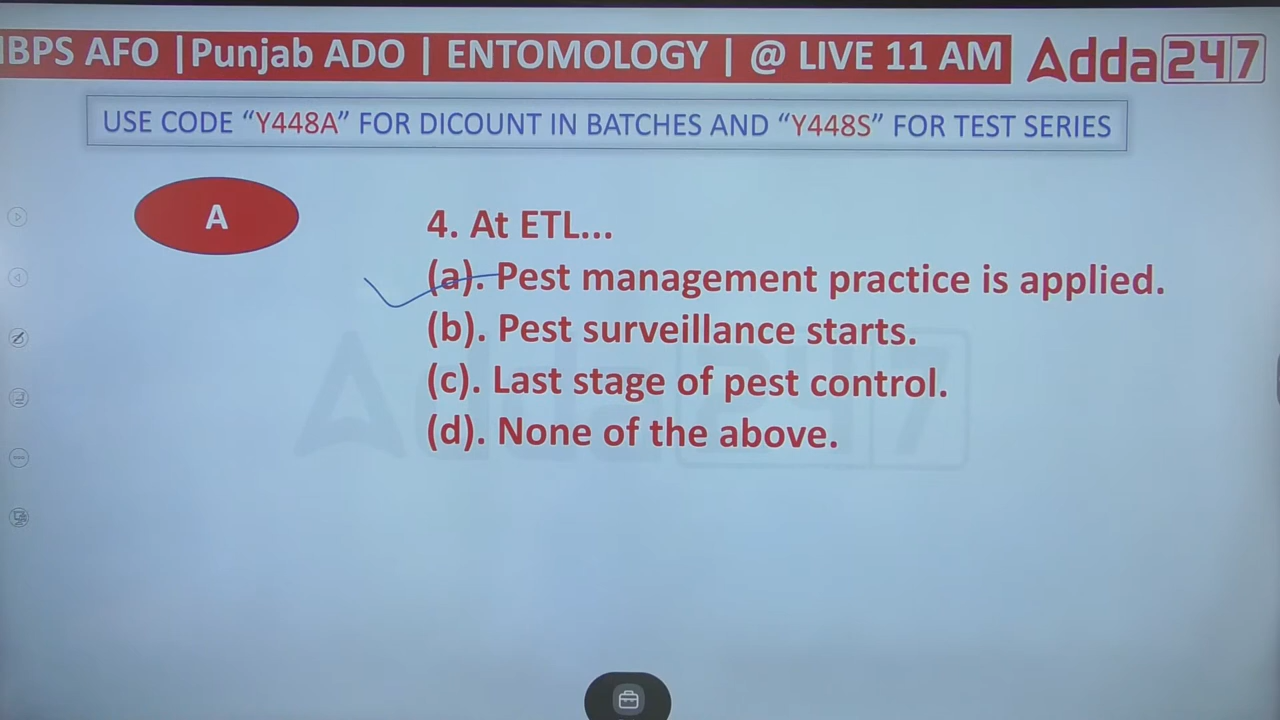 IBPS AFO |Punjab ADO | ENTOMOLOGY | @ LIVE 11 AM
Adda247
USE CODE “Y448A” FOR DICOUNT IN BATCHES AND “Y448S” FOR TEST SERIES
A
4. At ETL...
(a). Pest management practice is applied.
(b). Pest surveillance starts.
(c). Last stage of pest control.
(d). None of the above.
Adda247